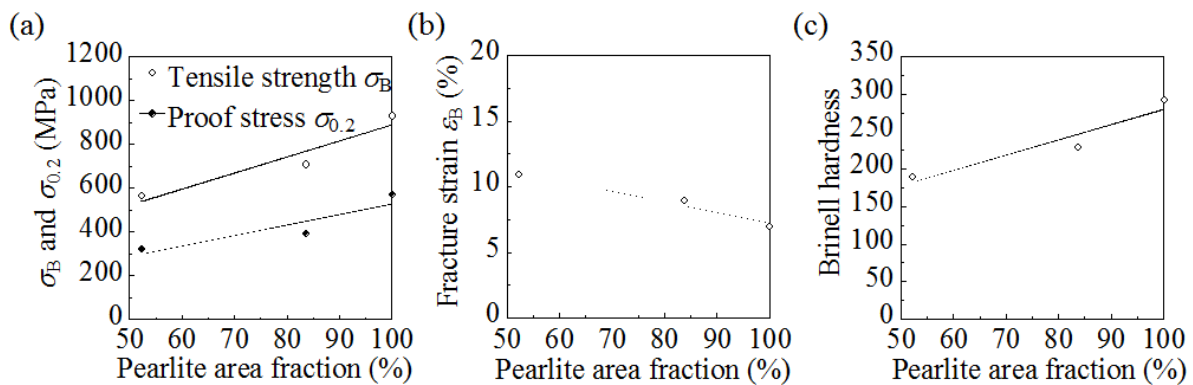 (a)
1200
1000
800
600
400
200
0
50 60 70 80 90 100
Pearlite area fraction (%)
σB and σ0.2 (MPa)
Tensile strength σB
Proof stress σ0.2
(b)
20
15
10
5
0
50 60 70 80 90 100
Pearlite area fraction (%)
Fracture strain εB (%)
(c)
350
300
250
200
150
100
50
0
50 60 70 80 90 100
Pearlite area fraction (%)
Brinell hardness